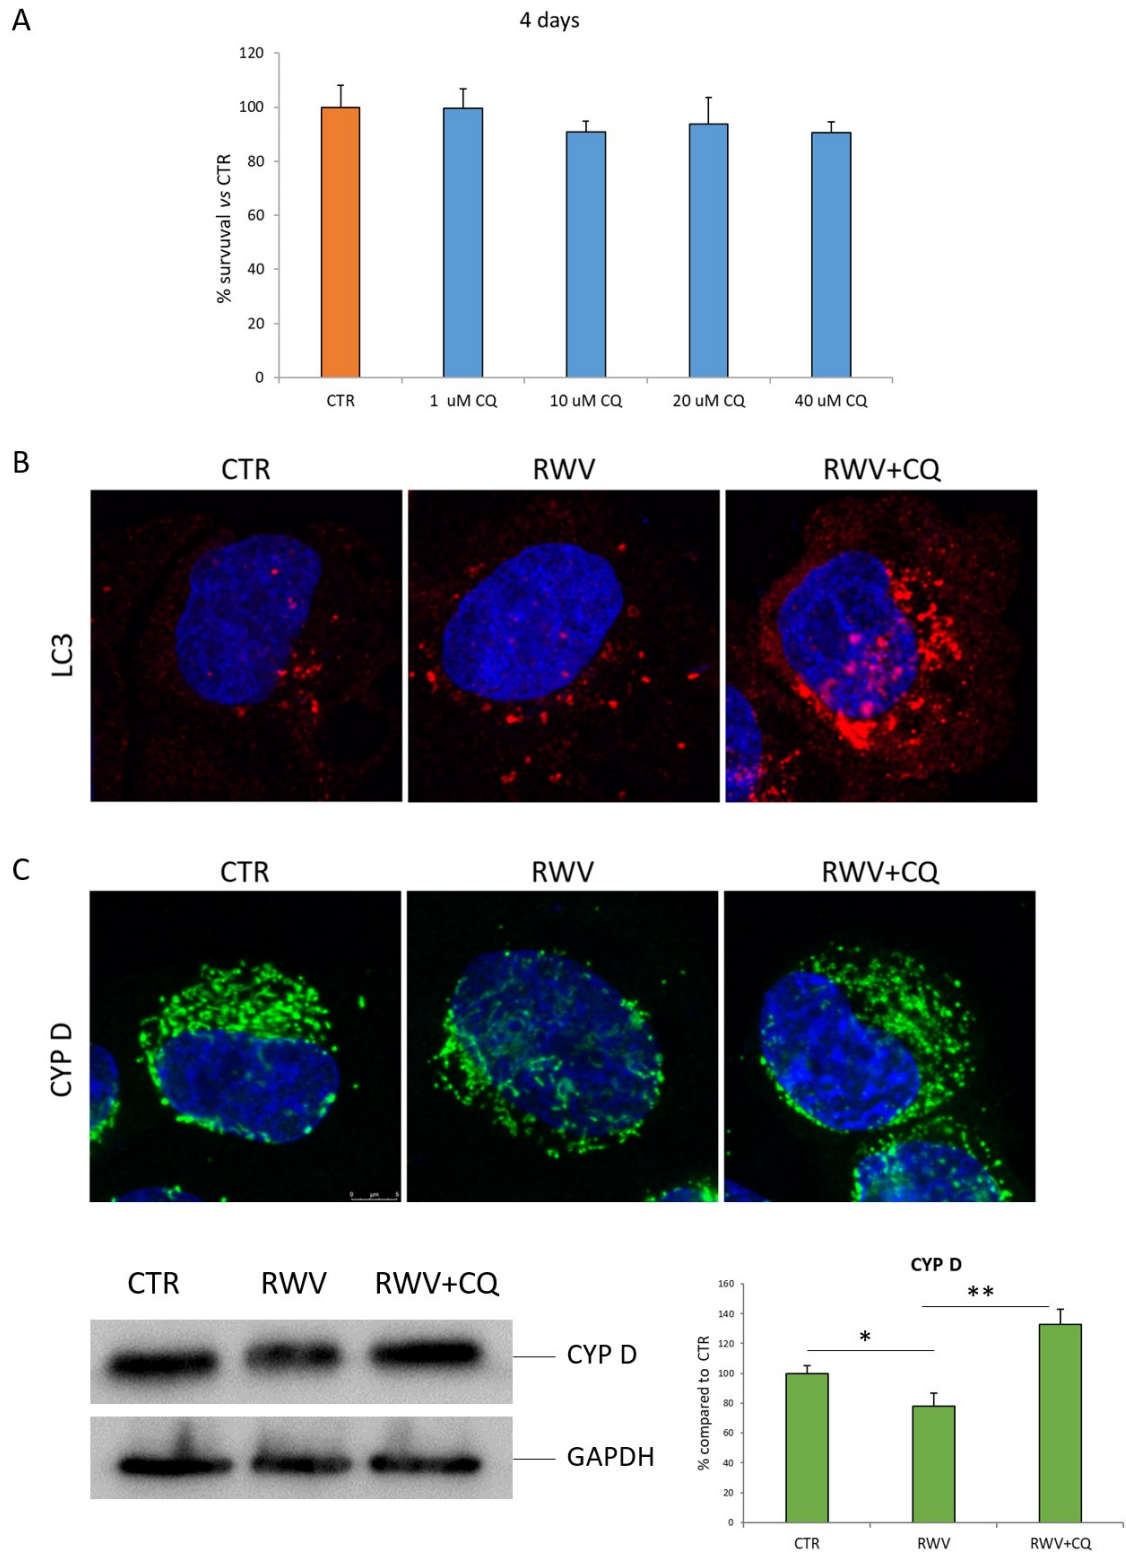 A
4 days
120
100
80
60
40
20
0
% survuval vs CTR
CTR
1 uM CQ
10 uM CQ
20 uM CQ
40 uM CQ
B
CTR
RWV
RWV+CQ
LC3
C
CTR
RWV
RWV+CQ
CYP D
0 µm 5
CTR
RWV
RWV+CQ
CYP D
GAPDH
CYP D
160
140
120
100
80
60
40
20
0
% compared to CTR
*
**
CTR
RWV
RWV+CQ